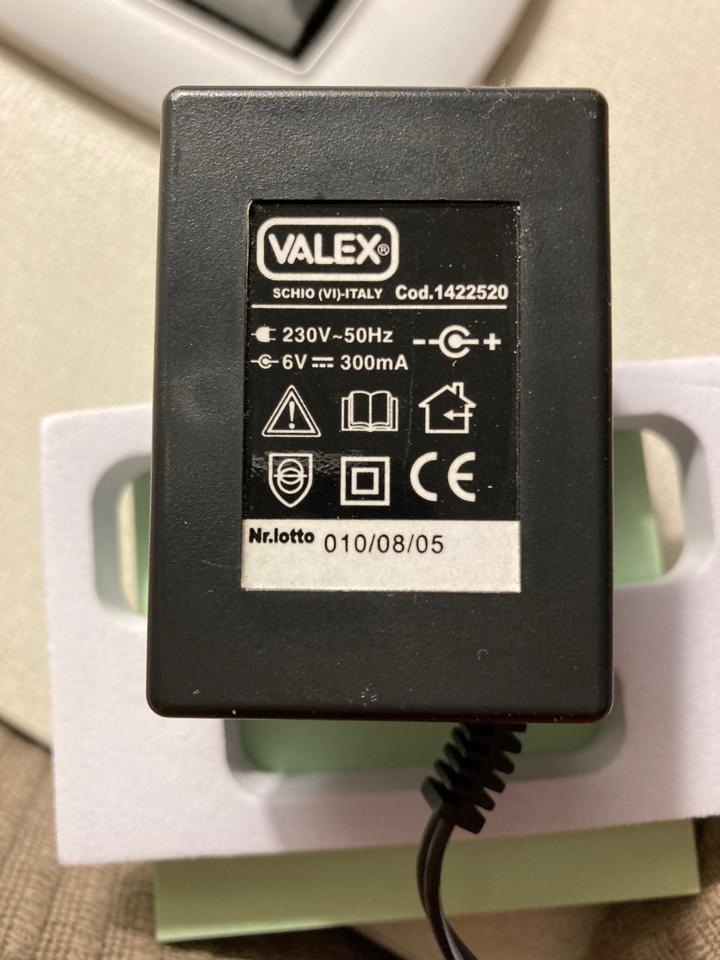 VALEX®
SCHIO (VI)-ITALY Cod.1422520
230V~50Hz
6V⎓300mA
- +
CE
Nr.lotto 010/08/05